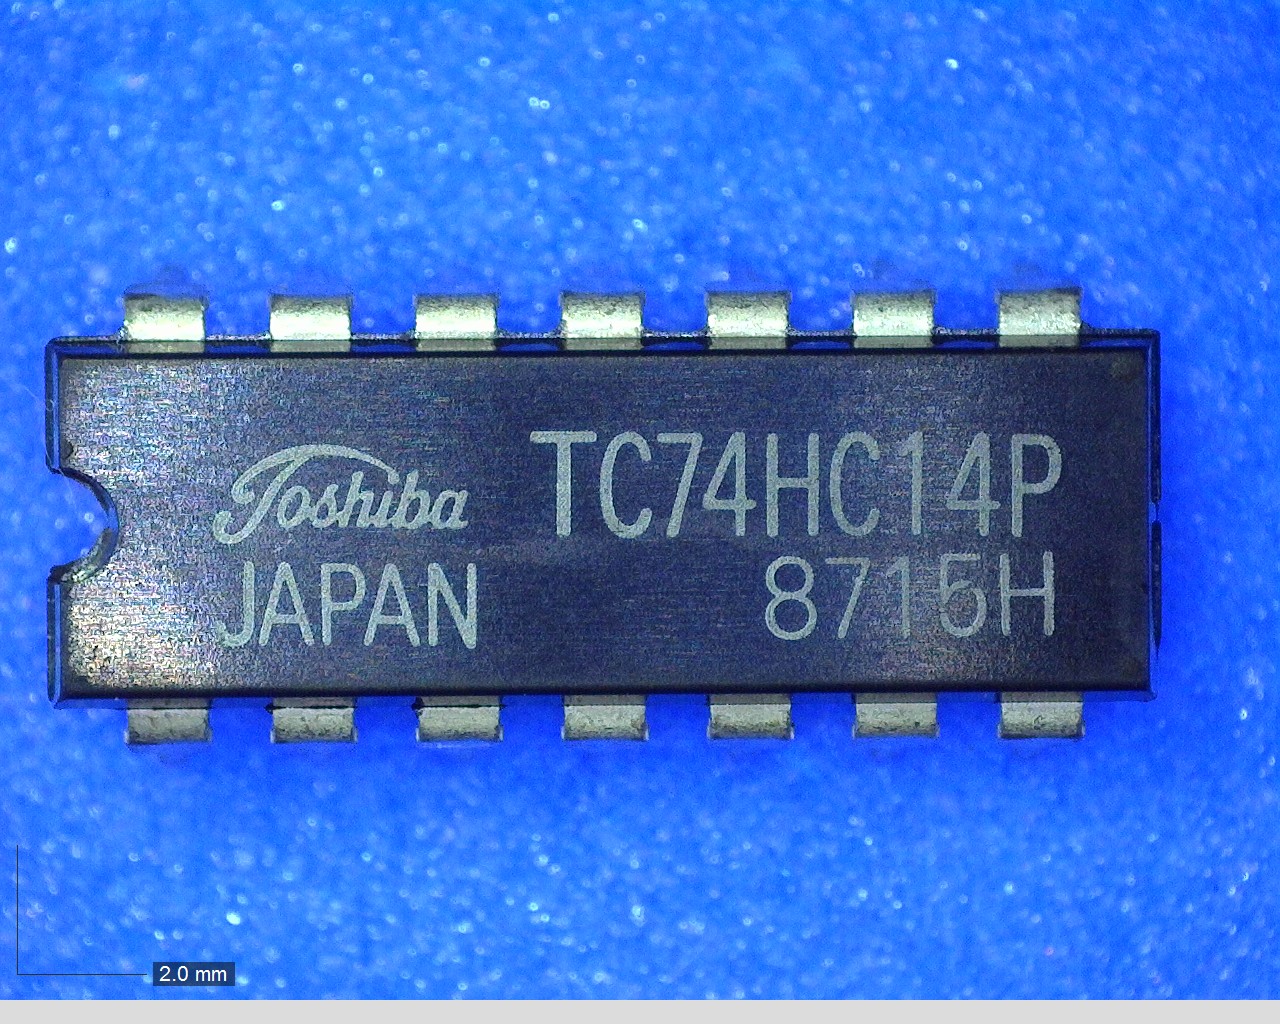 Toshiba TC74HC14P
JAPAN 8715H
2.0 mm